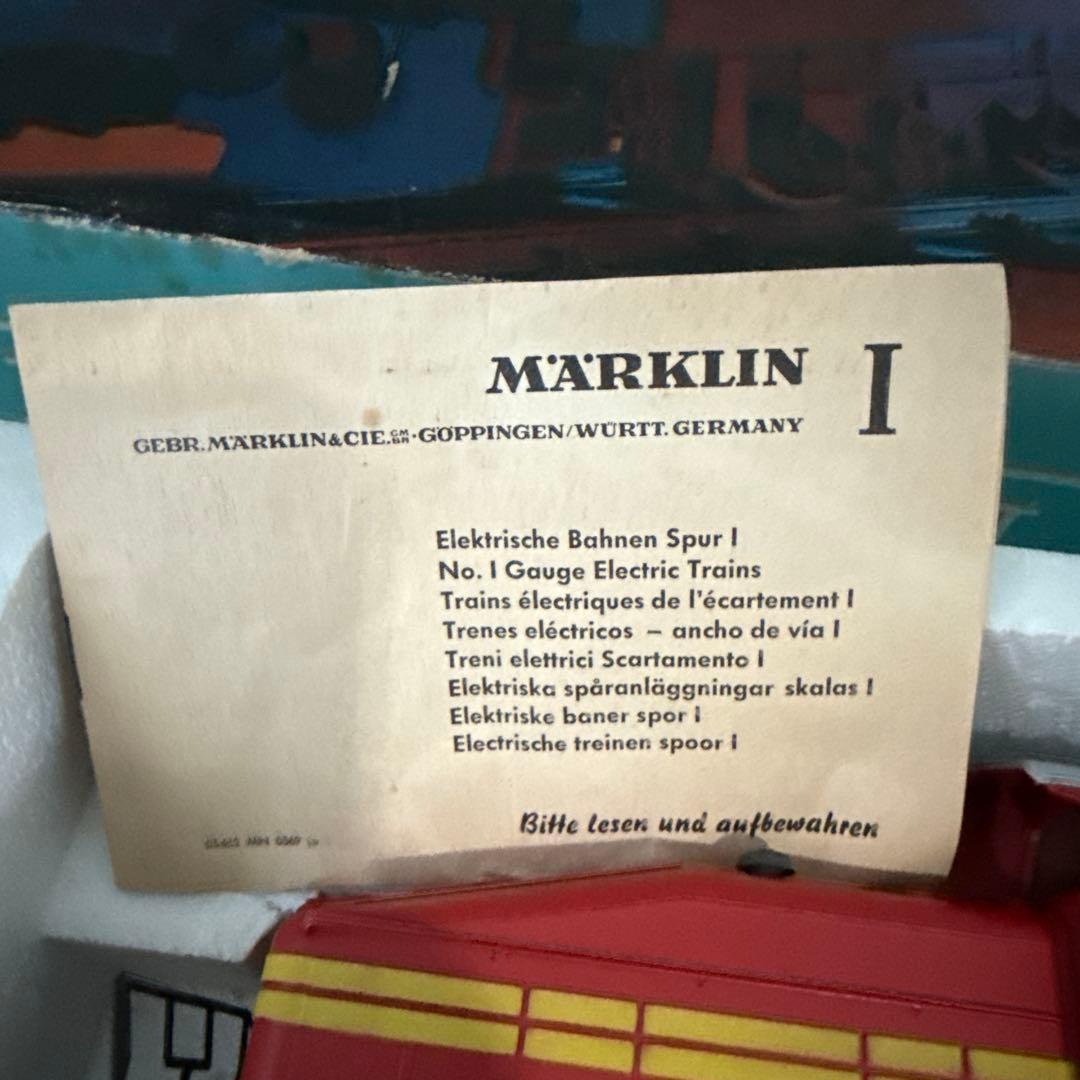 MÄRKLIN I
GEBR. MÄRKLIN & CIE. GMBH · GÖPPINGEN/WÜRTT. GERMANY
Elektrische Bahnen Spur I
No. I Gauge Electric Trains
Trains électriques de l'écartement I
Trenes eléctricos – ancho de vía I
Treni elettrici Scartamento I
Elektriska spåranläggningar skalas I
Elektriske baner spor I
Electrische treinen spoor I
Bitte lesen und aufbewahren